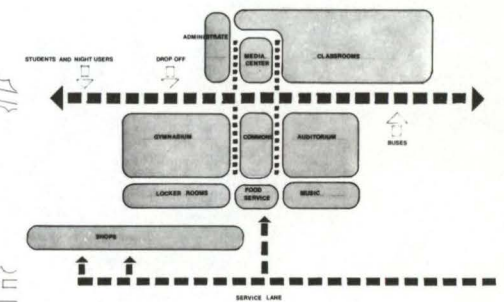 ADMINISTRATE
STUDENTS AND NIGHT USERS
DROP OFF
MEDIA
CENTER
CLASSROOMS
GYMNASIUM
COMMONS
AUDITORIUM
BUSES
LOCKER ROOMS
FOOD
SERVICE
MUSIC
SHOPS
SERVICE LANE